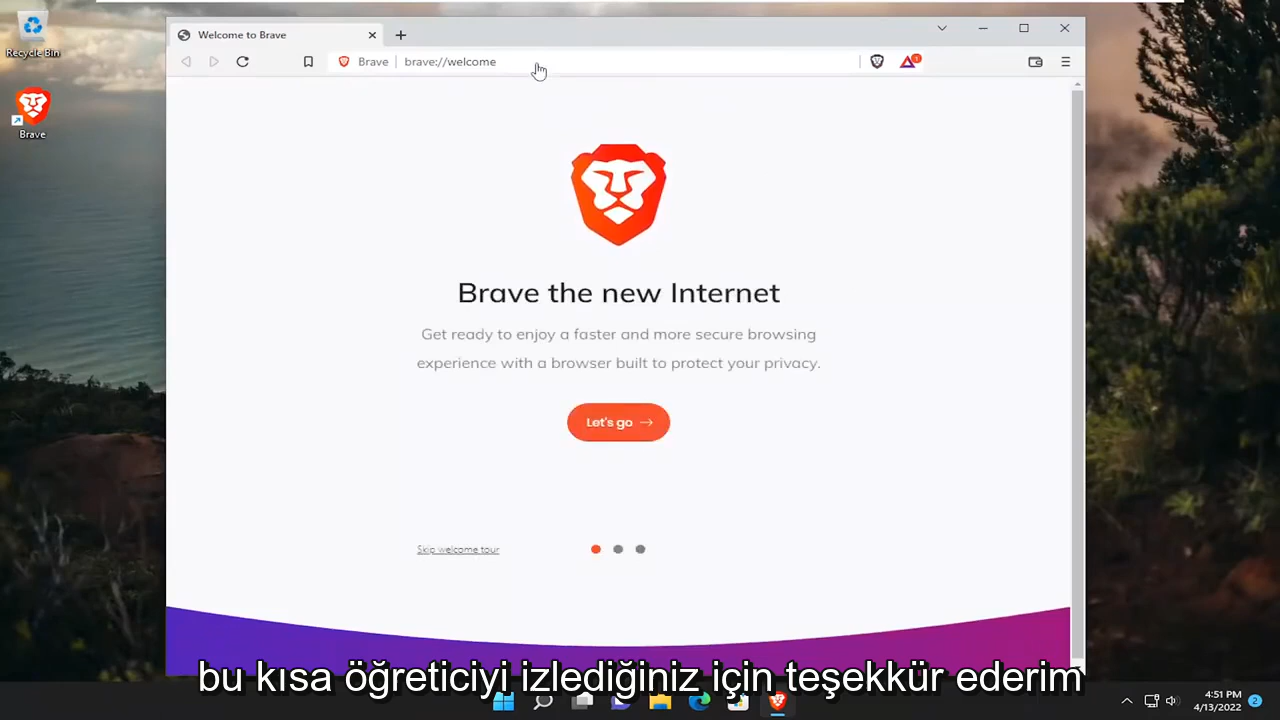 Recycle Bin
Brave
Welcome to Brave
Brave
brave://welcome
1
Brave the new Internet
Get ready to enjoy a faster and more secure browsing
experience with a browser built to protect your privacy.
Let's go →
Skip welcome tour
bu kısa öğreticiyi izlediğiniz için teşekkür ederim
4:51 PM
4/13/2022
2